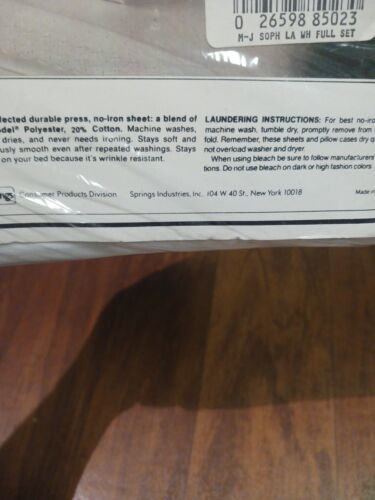 0 26598 85023
M-J SOPH LA WH FULL SET
lected durable press, no-iron sheet: a blend of
del® Polyester, 20% Cotton. Machine washes,
dries, and never needs ironing. Stays soft and
usly smooth even after repeated washings. Stays
on your bed because it's wrinkle resistant.
LAUNDERING INSTRUCTIONS: For best no-iro
machine wash, tumble dry, promptly remove from
fold. Remember, these sheets and pillow cases dry q
not overload washer and dryer.
When using bleach be sure to follow manufacturers
tions. Do not use bleach on dark or high fashion colors.
Consumer Products Division Springs Industries, Inc. 104 W. 40 St., New York 10018
Made in